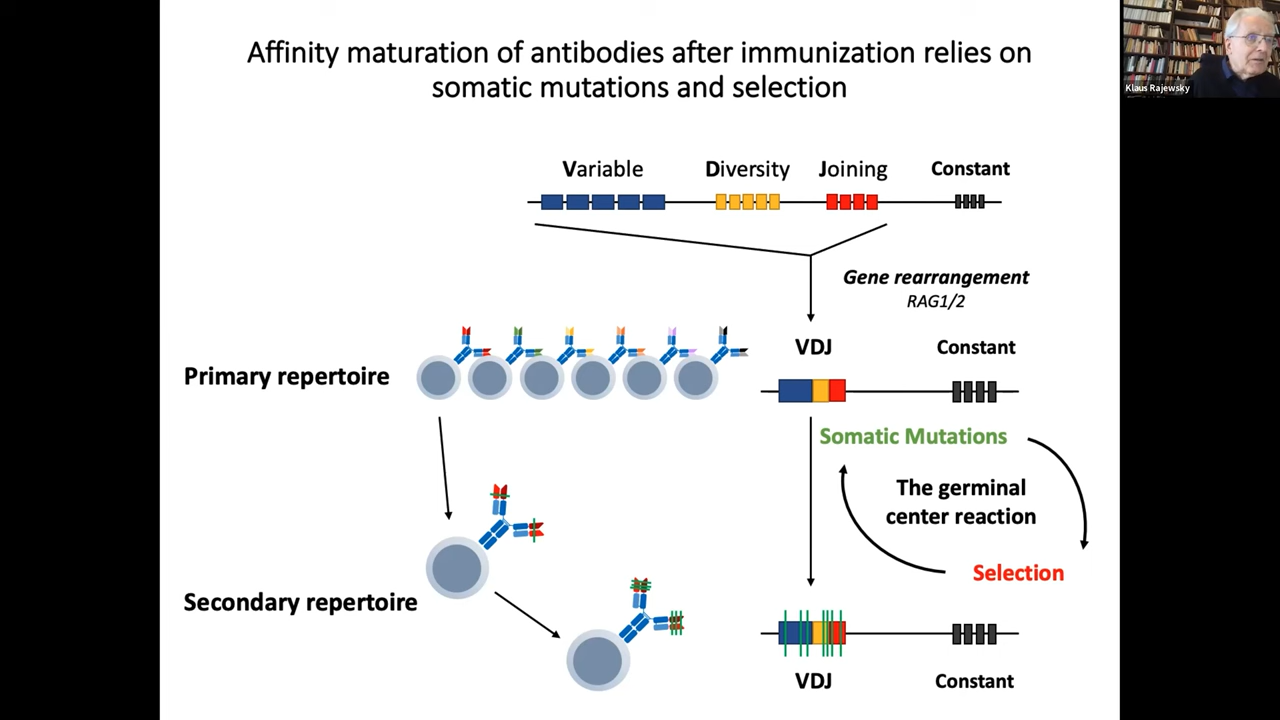 Affinity maturation of antibodies after immunization relies on
somatic mutations and selection
Klaus Rajewsky
Variable
Diversity
Joining
Constant
Gene rearrangement
RAG1/2
VDJ
Constant
Primary repertoire
Somatic Mutations
The germinal
center reaction
Selection
Secondary repertoire
VDJ
Constant